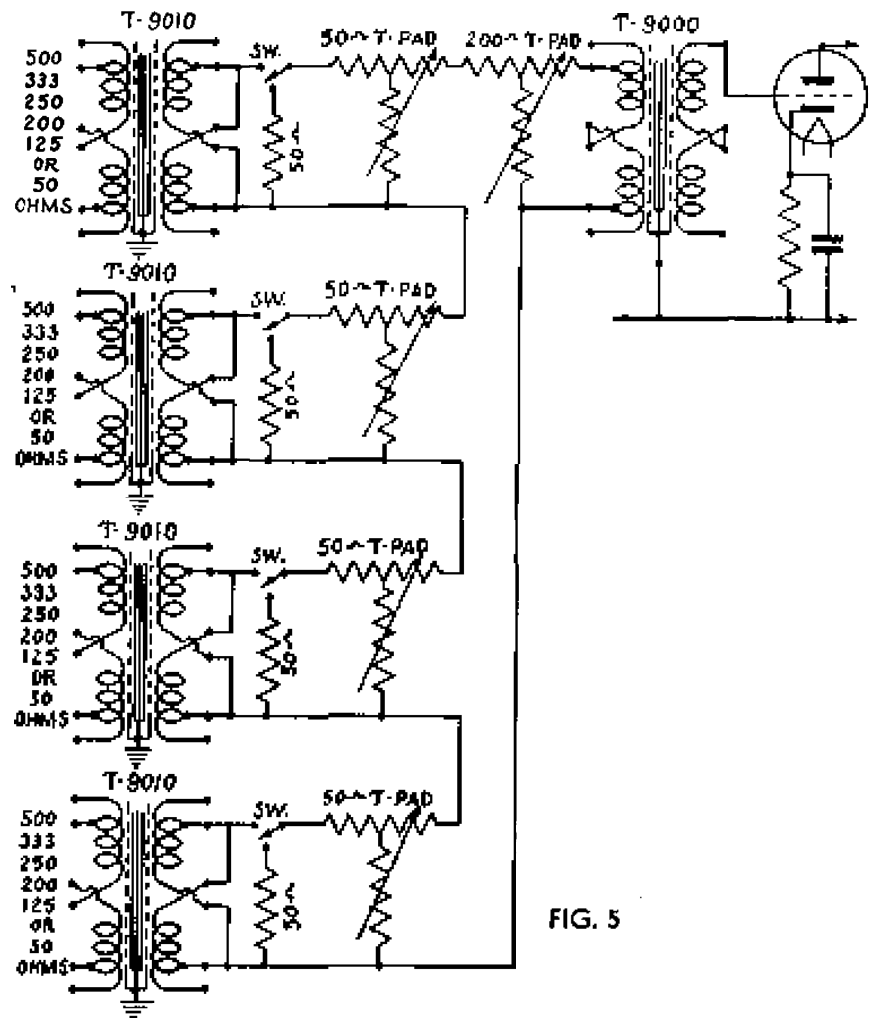 T-9010
500
333
250
200
125
OR
50
OHMS
SW.
50~T-PAD
50~
200~T-PAD
T-9000
T-9010
500
333
250
200
125
OR
50
OHMS
SW.
50~T-PAD
50~
T-9010
500
333
250
200
125
OR
50
OHMS
SW.
50~T-PAD
50~
T-9010
500
333
250
200
125
OR
50
OHMS
SW.
50~T-PAD
50~
FIG. 5